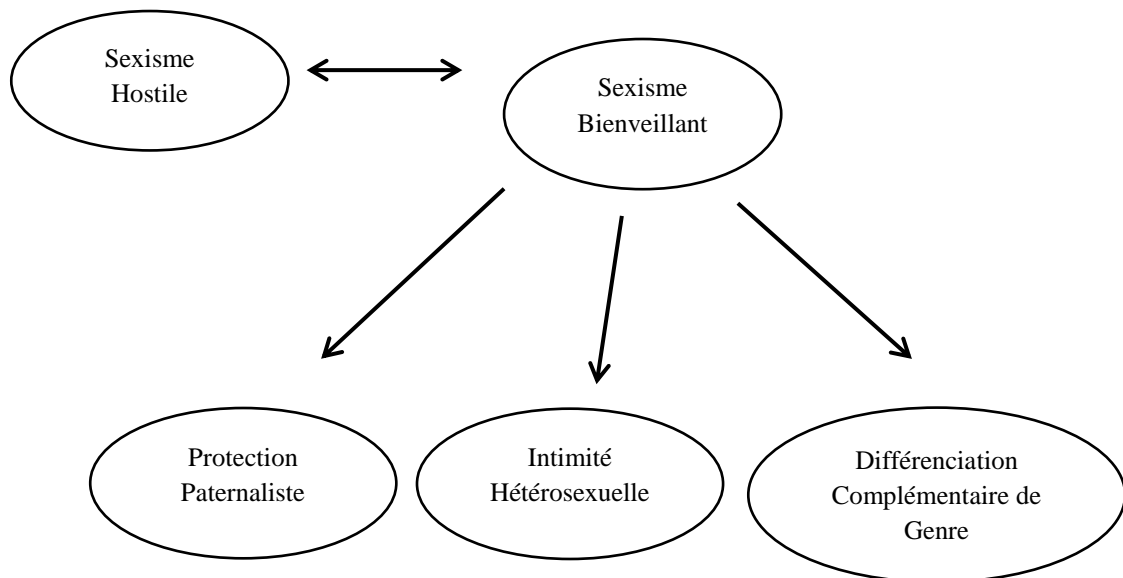 Sexisme
Hostile
Sexisme
Bienveillant
Protection
Paternaliste
Intimité
Hétérosexuelle
Différenciation
Complémentaire de
Genre